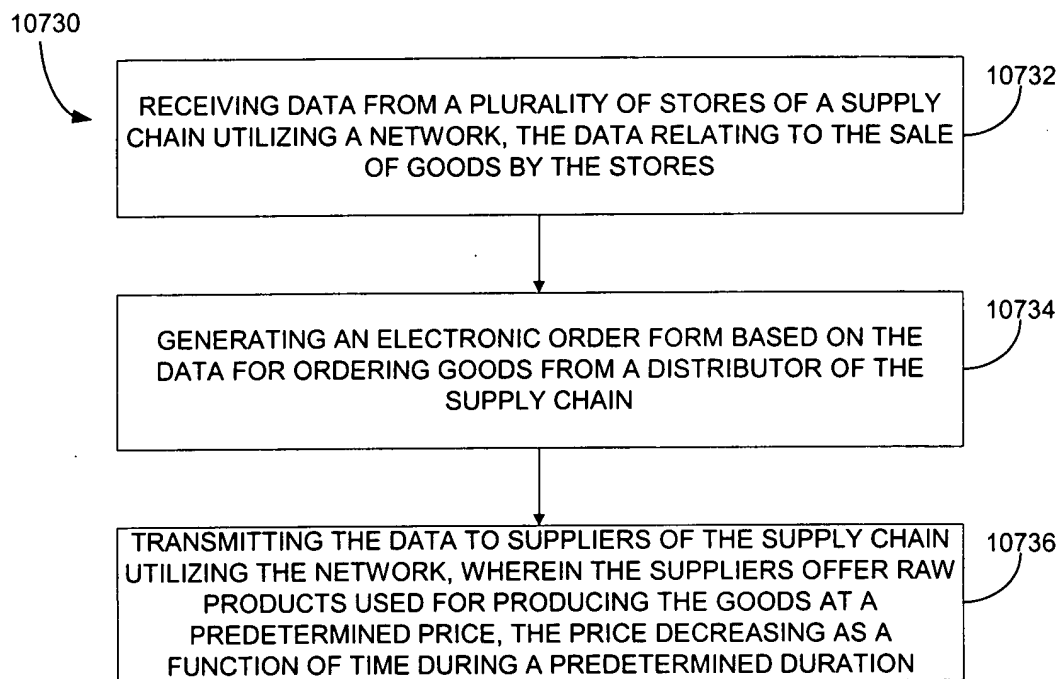 10730
10732
RECEIVING DATA FROM A PLURALITY OF STORES OF A SUPPLY
CHAIN UTILIZING A NETWORK, THE DATA RELATING TO THE SALE
OF GOODS BY THE STORES
10734
GENERATING AN ELECTRONIC ORDER FORM BASED ON THE
DATA FOR ORDERING GOODS FROM A DISTRIBUTOR OF THE
SUPPLY CHAIN
10736
TRANSMITTING THE DATA TO SUPPLIERS OF THE SUPPLY CHAIN
UTILIZING THE NETWORK, WHEREIN THE SUPPLIERS OFFER RAW
PRODUCTS USED FOR PRODUCING THE GOODS AT A
PREDETERMINED PRICE, THE PRICE DECREASING AS A
FUNCTION OF TIME DURING A PREDETERMINED DURATION